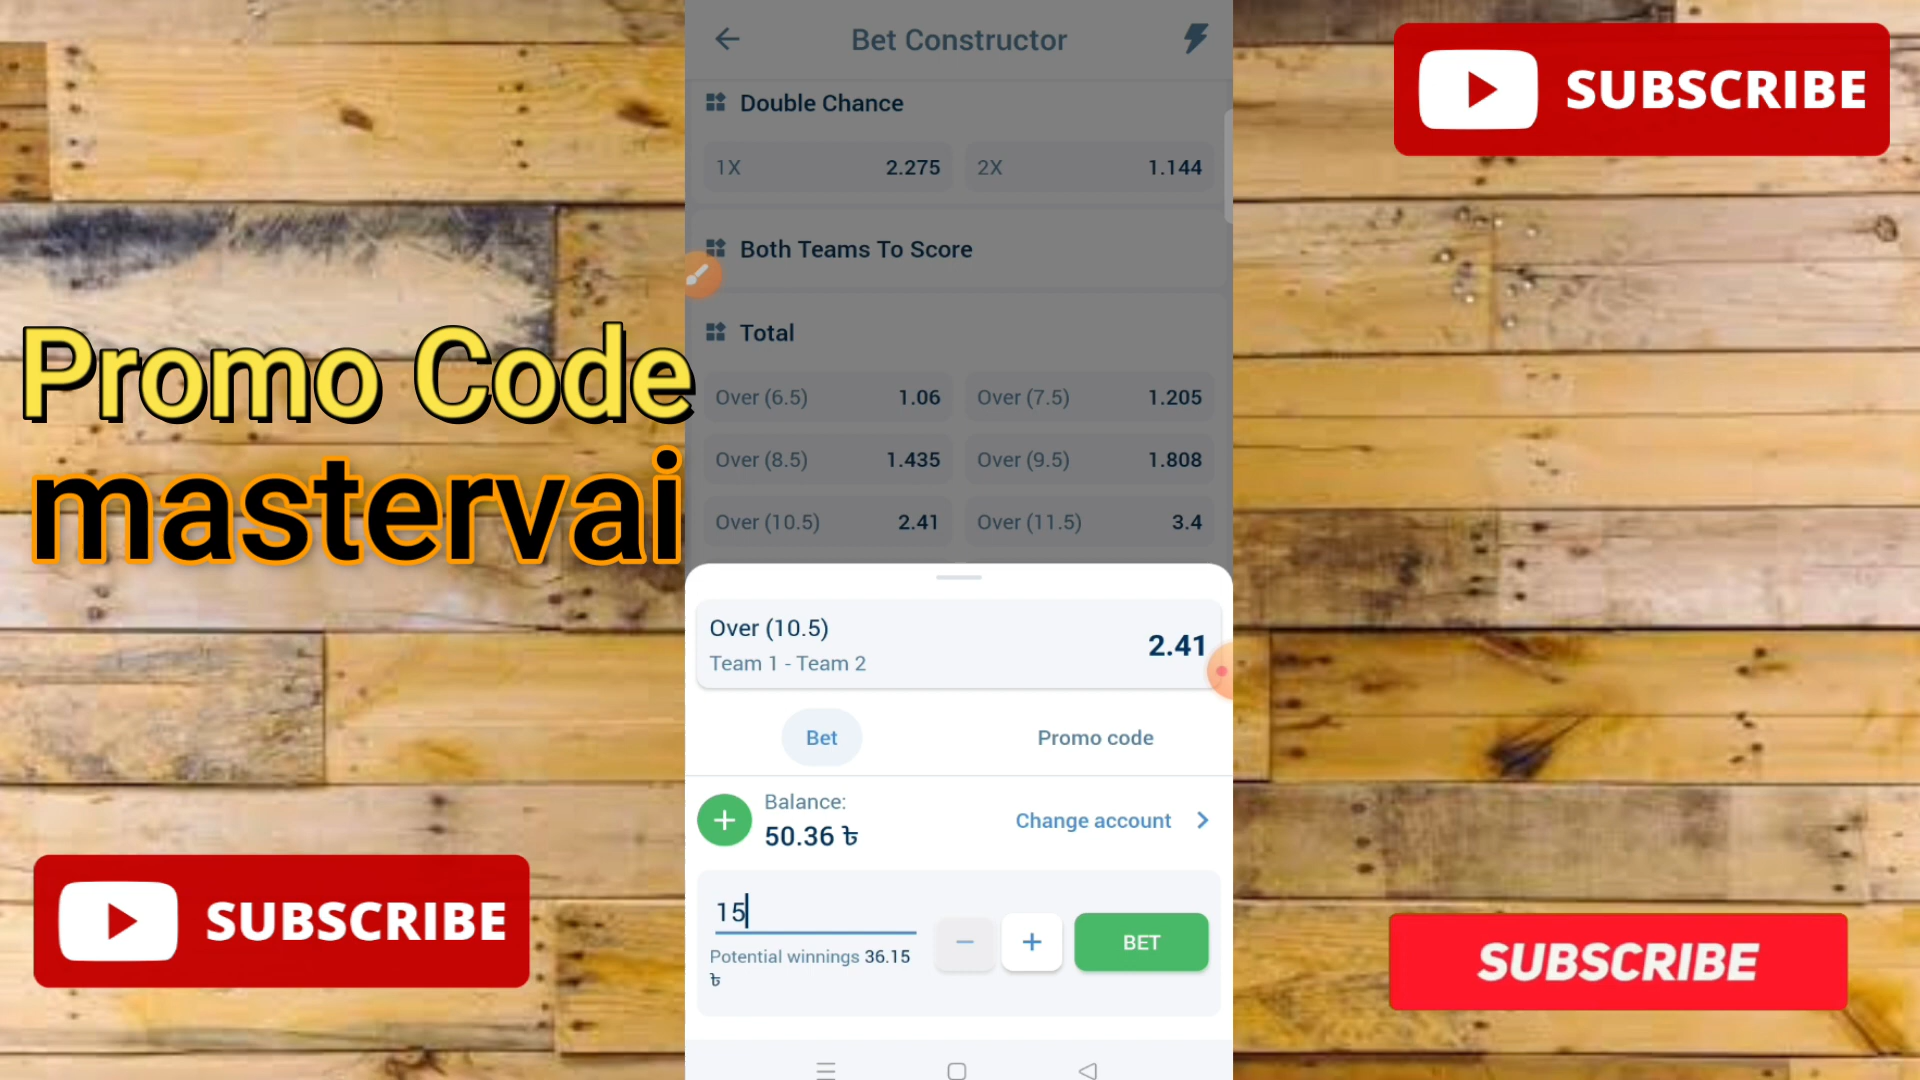 Promo Code
mastervai
SUBSCRIBE
Bet Constructor
Double Chance
1X 2.275 2X 1.144
Both Teams To Score
Total
Over (6.5) 1.06 Over (7.5) 1.205
Over (8.5) 1.435 Over (9.5) 1.808
Over (10.5) 2.41 Over (11.5) 3.4
Over (10.5)
Team 1 - Team 2
2.41
Bet Promo code
Balance:
50.36 ৳
Change account
15
Potential winnings 36.15
৳
BET
SUBSCRIBE
SUBSCRIBE